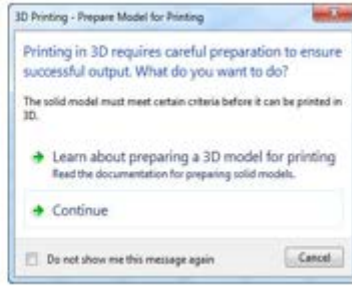 3D Printing - Prepare Model for Printing
Printing in 3D requires careful preparation to ensure
successful output. What do you want to do?
The solid model must meet certain criteria before it can be printed in
3D.
Learn about preparing a 3D model for printing
Read the documentation for preparing solid models.
Continue
Do not show me this message again
Cancel